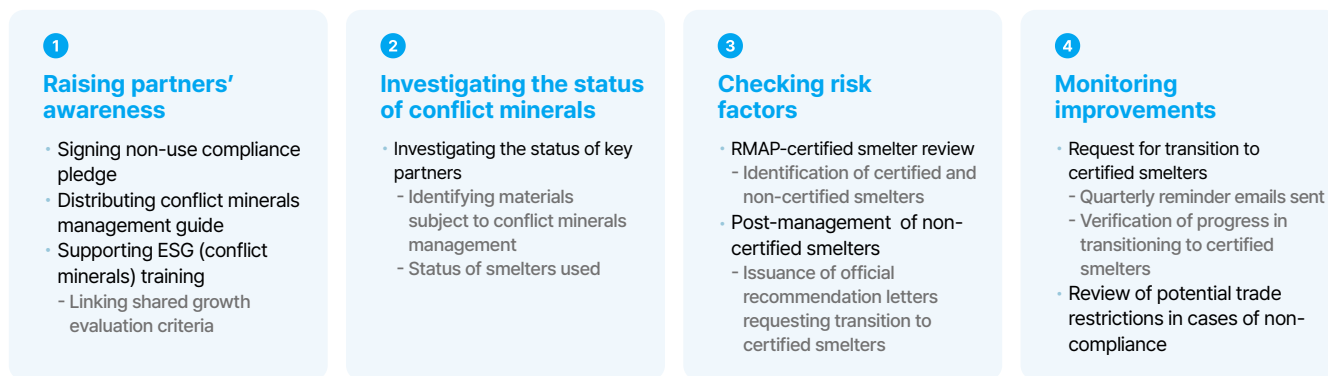 1
Raising partners’
awareness
• Signing non-use compliance
pledge
• Distributing conflict minerals
management guide
• Supporting ESG (conflict
minerals) training
- Linking shared growth
evaluation criteria
2
Investigating the status
of conflict minerals
• Investigating the status of key
partners
- Identifying materials
subject to conflict minerals
management
- Status of smelters used
3
Checking risk
factors
• RMAP-certified smelter review
- Identification of certified and
non-certified smelters
• Post-management of non-
certified smelters
- Issuance of official
recommendation letters
requesting transition to
certified smelters
4
Monitoring
improvements
• Request for transition to
certified smelters
- Quarterly reminder emails sent
- Verification of progress in
transitioning to certified
smelters
• Review of potential trade
restrictions in cases of non-
compliance